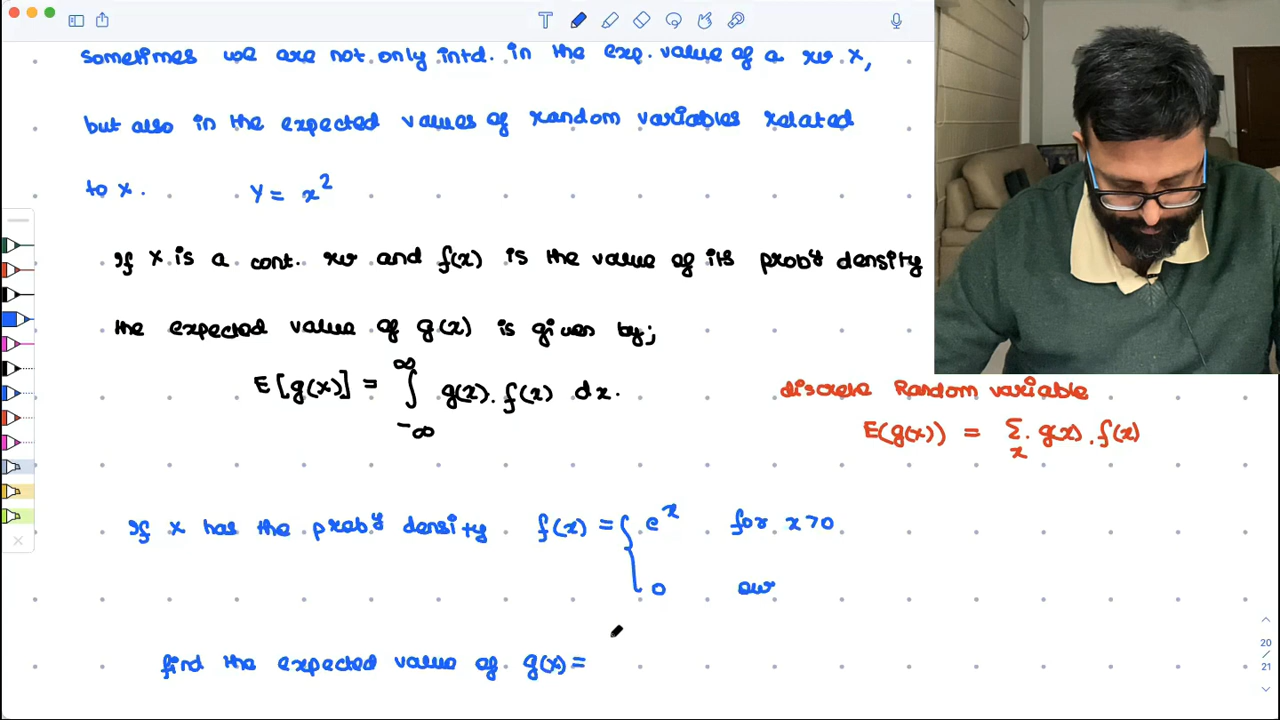 sometimes we are not only intd. in the exp. value of a rv x,
but also in the expected values of random variables related
to x. Y = x²
If X is a cont. rv and f(x) is the value of its prob'y density
the expected value of g(x) is given by;
E[g(x)] = ∫_{-∞}^{∞} g(x). f(x) dx.
discrete Random variable
E(g(x)) = Σ_x. g(x). f(x)
If x has the prob'y density f(x) = { e^x for x>0
0 ow
find the expected value of g(x) =
20
/
21